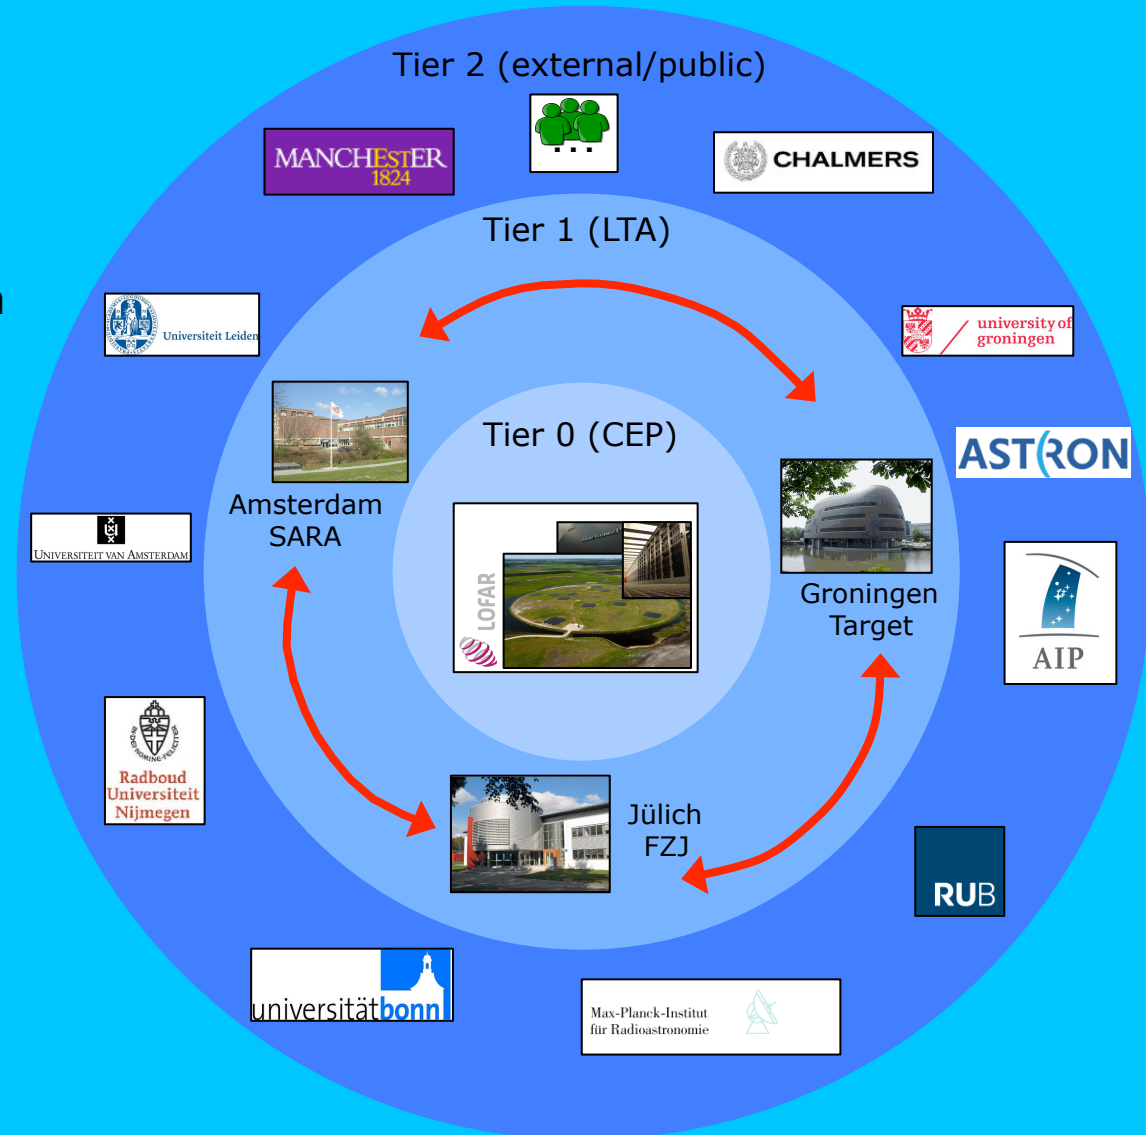 Tier 2 (external/public)
...
MANCHEstER
1824
CHALMERS
Tier 1 (LTA)
Universiteit Leiden
university of
groningen
Tier 0 (CEP)
ASTRON
Amsterdam
SARA
UNIVERSITEIT VAN AMSTERDAM
LOFAR
Groningen
Target
AIP
Radboud
Universiteit
Nijmegen
Jülich
FZJ
RUB
universitätbonn
Max-Planck-Institut
für Radioastronomie